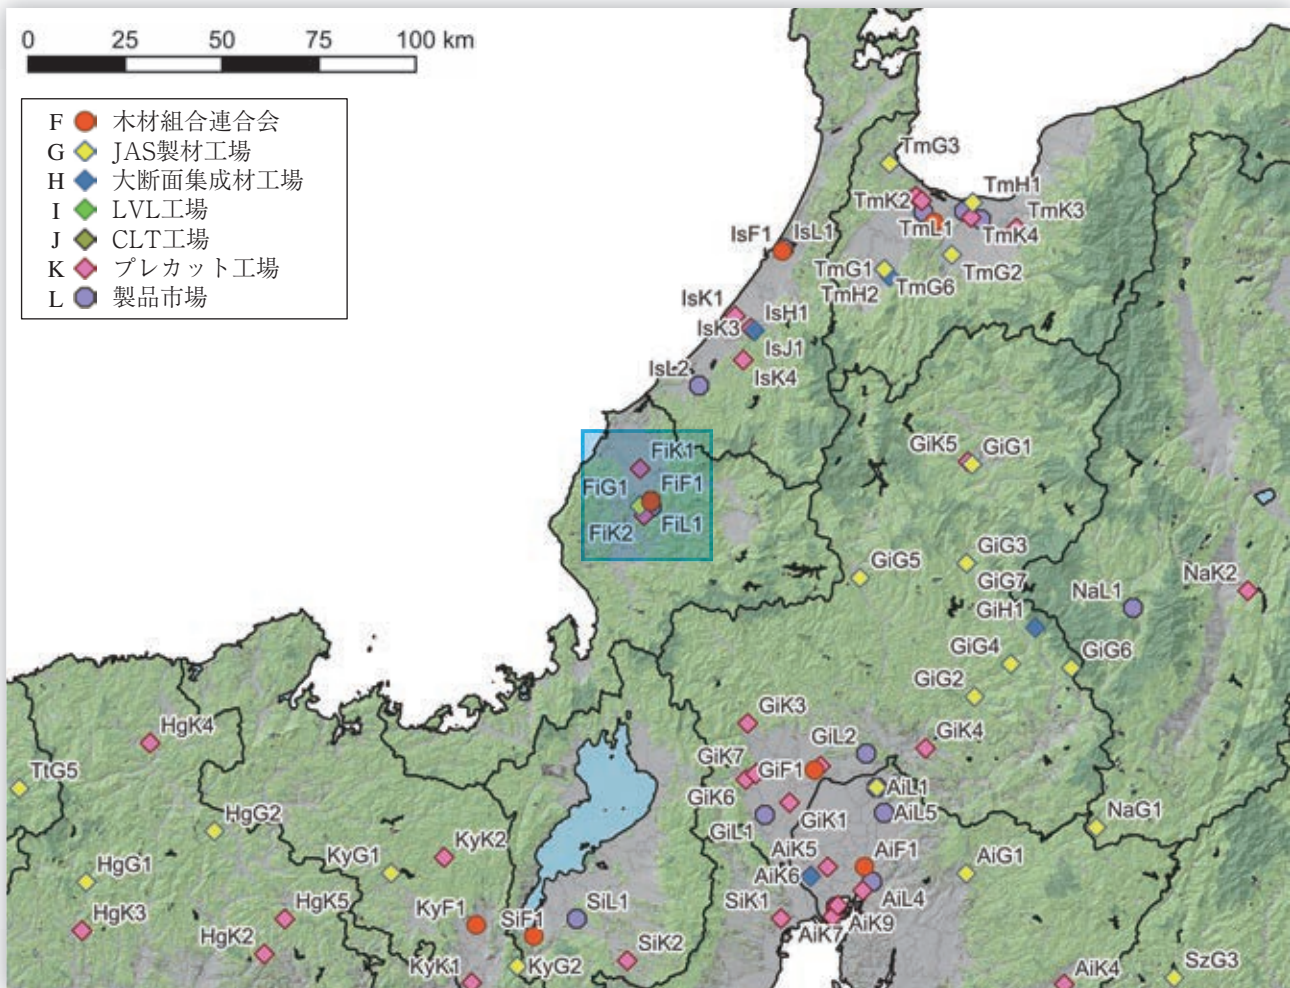 0 25 50 75 100 km
F 木材組合連合会
G JAS製材工場
H 大断面集成材工場
I LVL工場
J CLT工場
K プレカット工場
L 製品市場
TmG3
TmK2
TmH1
TmL1
TmK3
TmK4
IsF1
IsL1
TmG1
TmG2
TmH2
TmG6
IsK1
IsH1
IsK3
IsJ1
IsL2
IsK4
FiK1
GiK5
GiG1
FiG1
FiF1
FiK2
FiL1
GiG3
GiG5
GiG7
NaK2
GiH1
NaL1
GiG4
GiG6
GiG2
GiK3
HgK4
GiL2
GiK4
TtG5
GiK7
GiF1
AiL1
GiK6
HgG2
GiL1
GiK1
AiL5
NaG1
KyG1
KyK2
AiK5
AiF1
HgG1
AiK6
AiG1
HgK3
HgK5
KyF1
SiF1
SiL1
SiK1
AiL4
AiK7
AiK9
HgK2
KyK1
KyG2
SiK2
AiK4
SzG3